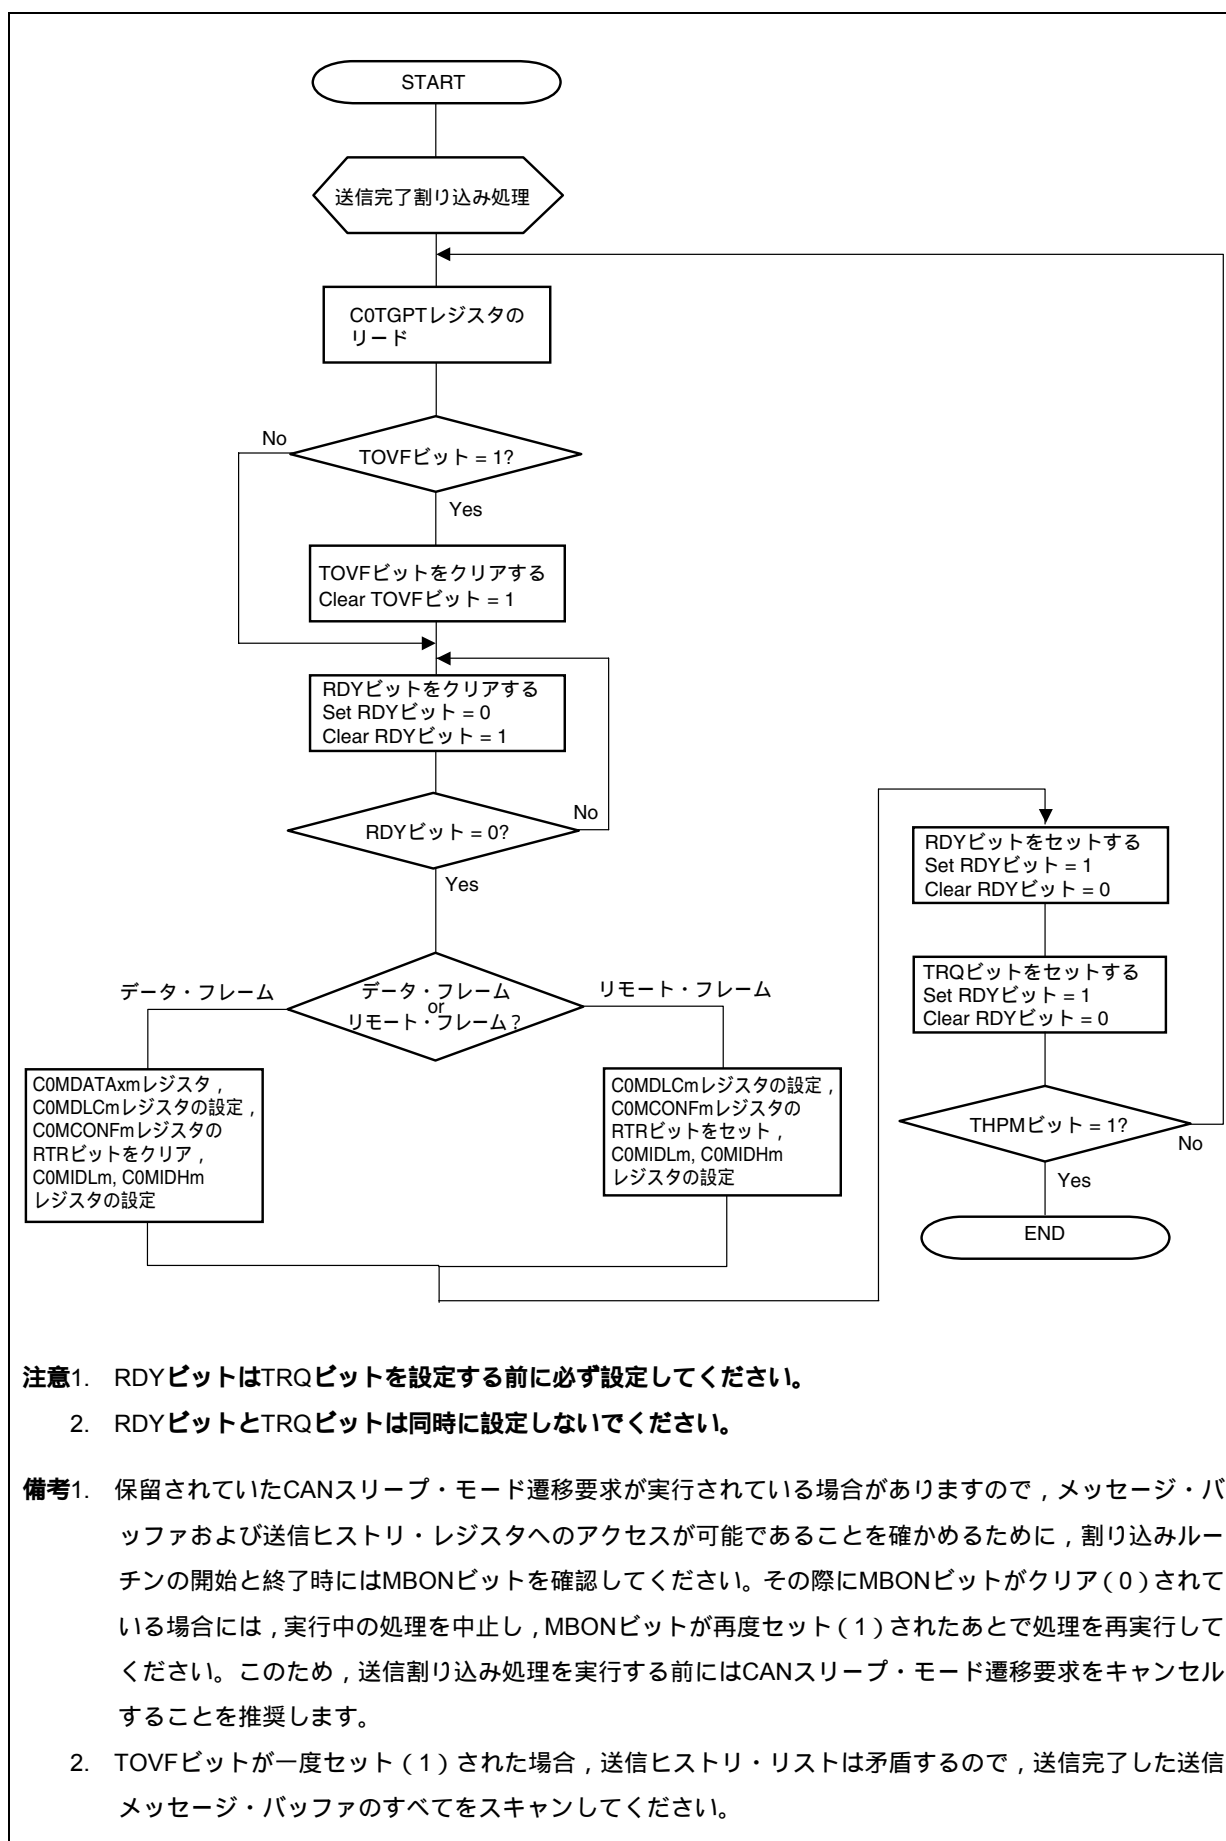 START
送信完了割り込み処理
C0TGPTレジスタの
リード
No
TOVFビット = 1?
Yes
TOVFビットをクリアする
Clear TOVFビット = 1
RDYビットをクリアする
Set RDYビット = 0
Clear RDYビット = 1
No
RDYビット = 0?
Yes
データ・フレーム
データ・フレーム
or
リモート・フレーム?
リモート・フレーム
C0MDATAxmレジスタ,
C0MDLCmレジスタの設定,
C0MCONFmレジスタの
RTRビットをクリア,
C0MIDLm, C0MIDHm
レジスタの設定
C0MDLCmレジスタの設定,
C0MCONFmレジスタの
RTRビットをセット,
C0MIDLm, C0MIDHm
レジスタの設定
RDYビットをセットする
Set RDYビット = 1
Clear RDYビット = 0
TRQビットをセットする
Set RDYビット = 1
Clear RDYビット = 0
THPMビット = 1?
No
Yes
END
注意1. RDYビットはTRQビットを設定する前に必ず設定してください。
2. RDYビットとTRQビットは同時に設定しないでください。
備考1. 保留されていたCANスリープ・モード遷移要求が実行されている場合がありますので,メッセージ・バ
ッファおよび送信ヒストリ・レジスタへのアクセスが可能であることを確かめるために,割り込みルー
チンの開始と終了時にはMBONビットを確認してください。その際にMBONビットがクリア(0)されて
いる場合には,実行中の処理を中止し,MBONビットが再度セット(1)されたあとで処理を再実行して
ください。このため,送信割り込み処理を実行する前にはCANスリープ・モード遷移要求をキャンセル
することを推奨します。
2. TOVFビットが一度セット(1)された場合,送信ヒストリ・リストは矛盾するので,送信完了した送信
メッセージ・バッファのすべてをスキャンしてください。